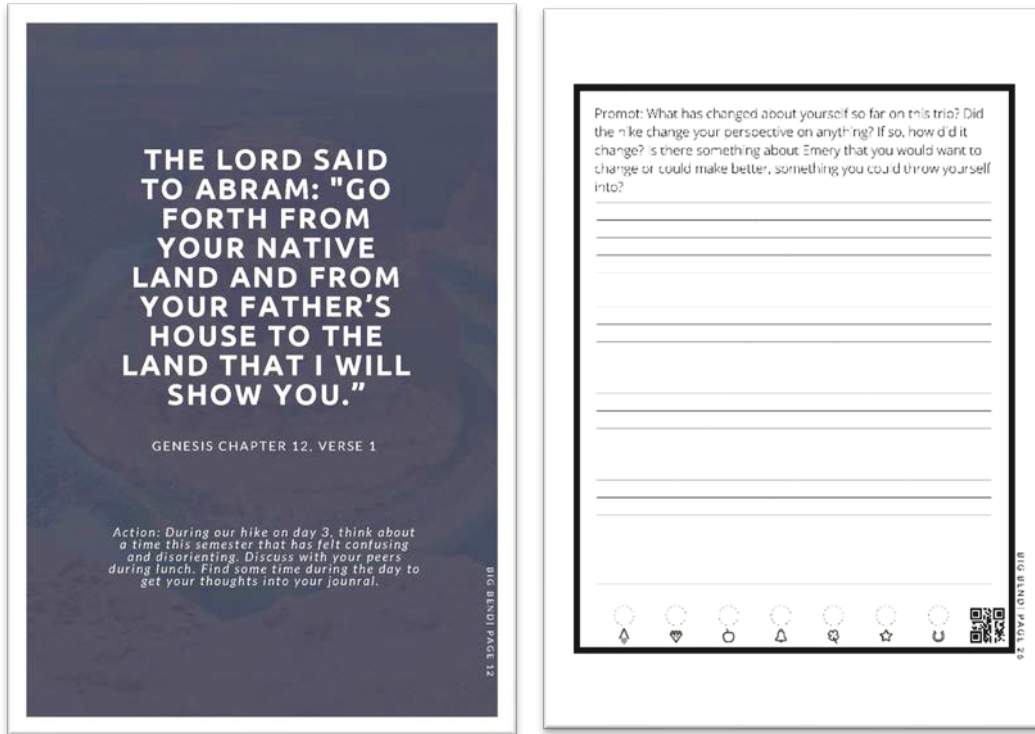 THE LORD SAID
TO ABRAM: "GO
FORTH FROM
YOUR NATIVE
LAND AND FROM
YOUR FATHER’S
HOUSE TO THE
LAND THAT I WILL
SHOW YOU.”
GENESIS CHAPTER 12, VERSE 1
Action: During our hike on day 3, think about
a time this semester that has felt confusing
and disorienting. Discuss with your peers
during lunch. Find some time during the day to
get your thoughts into your jounral.
BIG BEND| PAGE 12
Prompt: What has changed about yourself so far on this trip? Did
the hike change your perspective on anything? If so, how did it
change? Is there something about Emery that you would want to
change or could make better, something you could throw yourself
into?
BIG BEND| PAGE 25